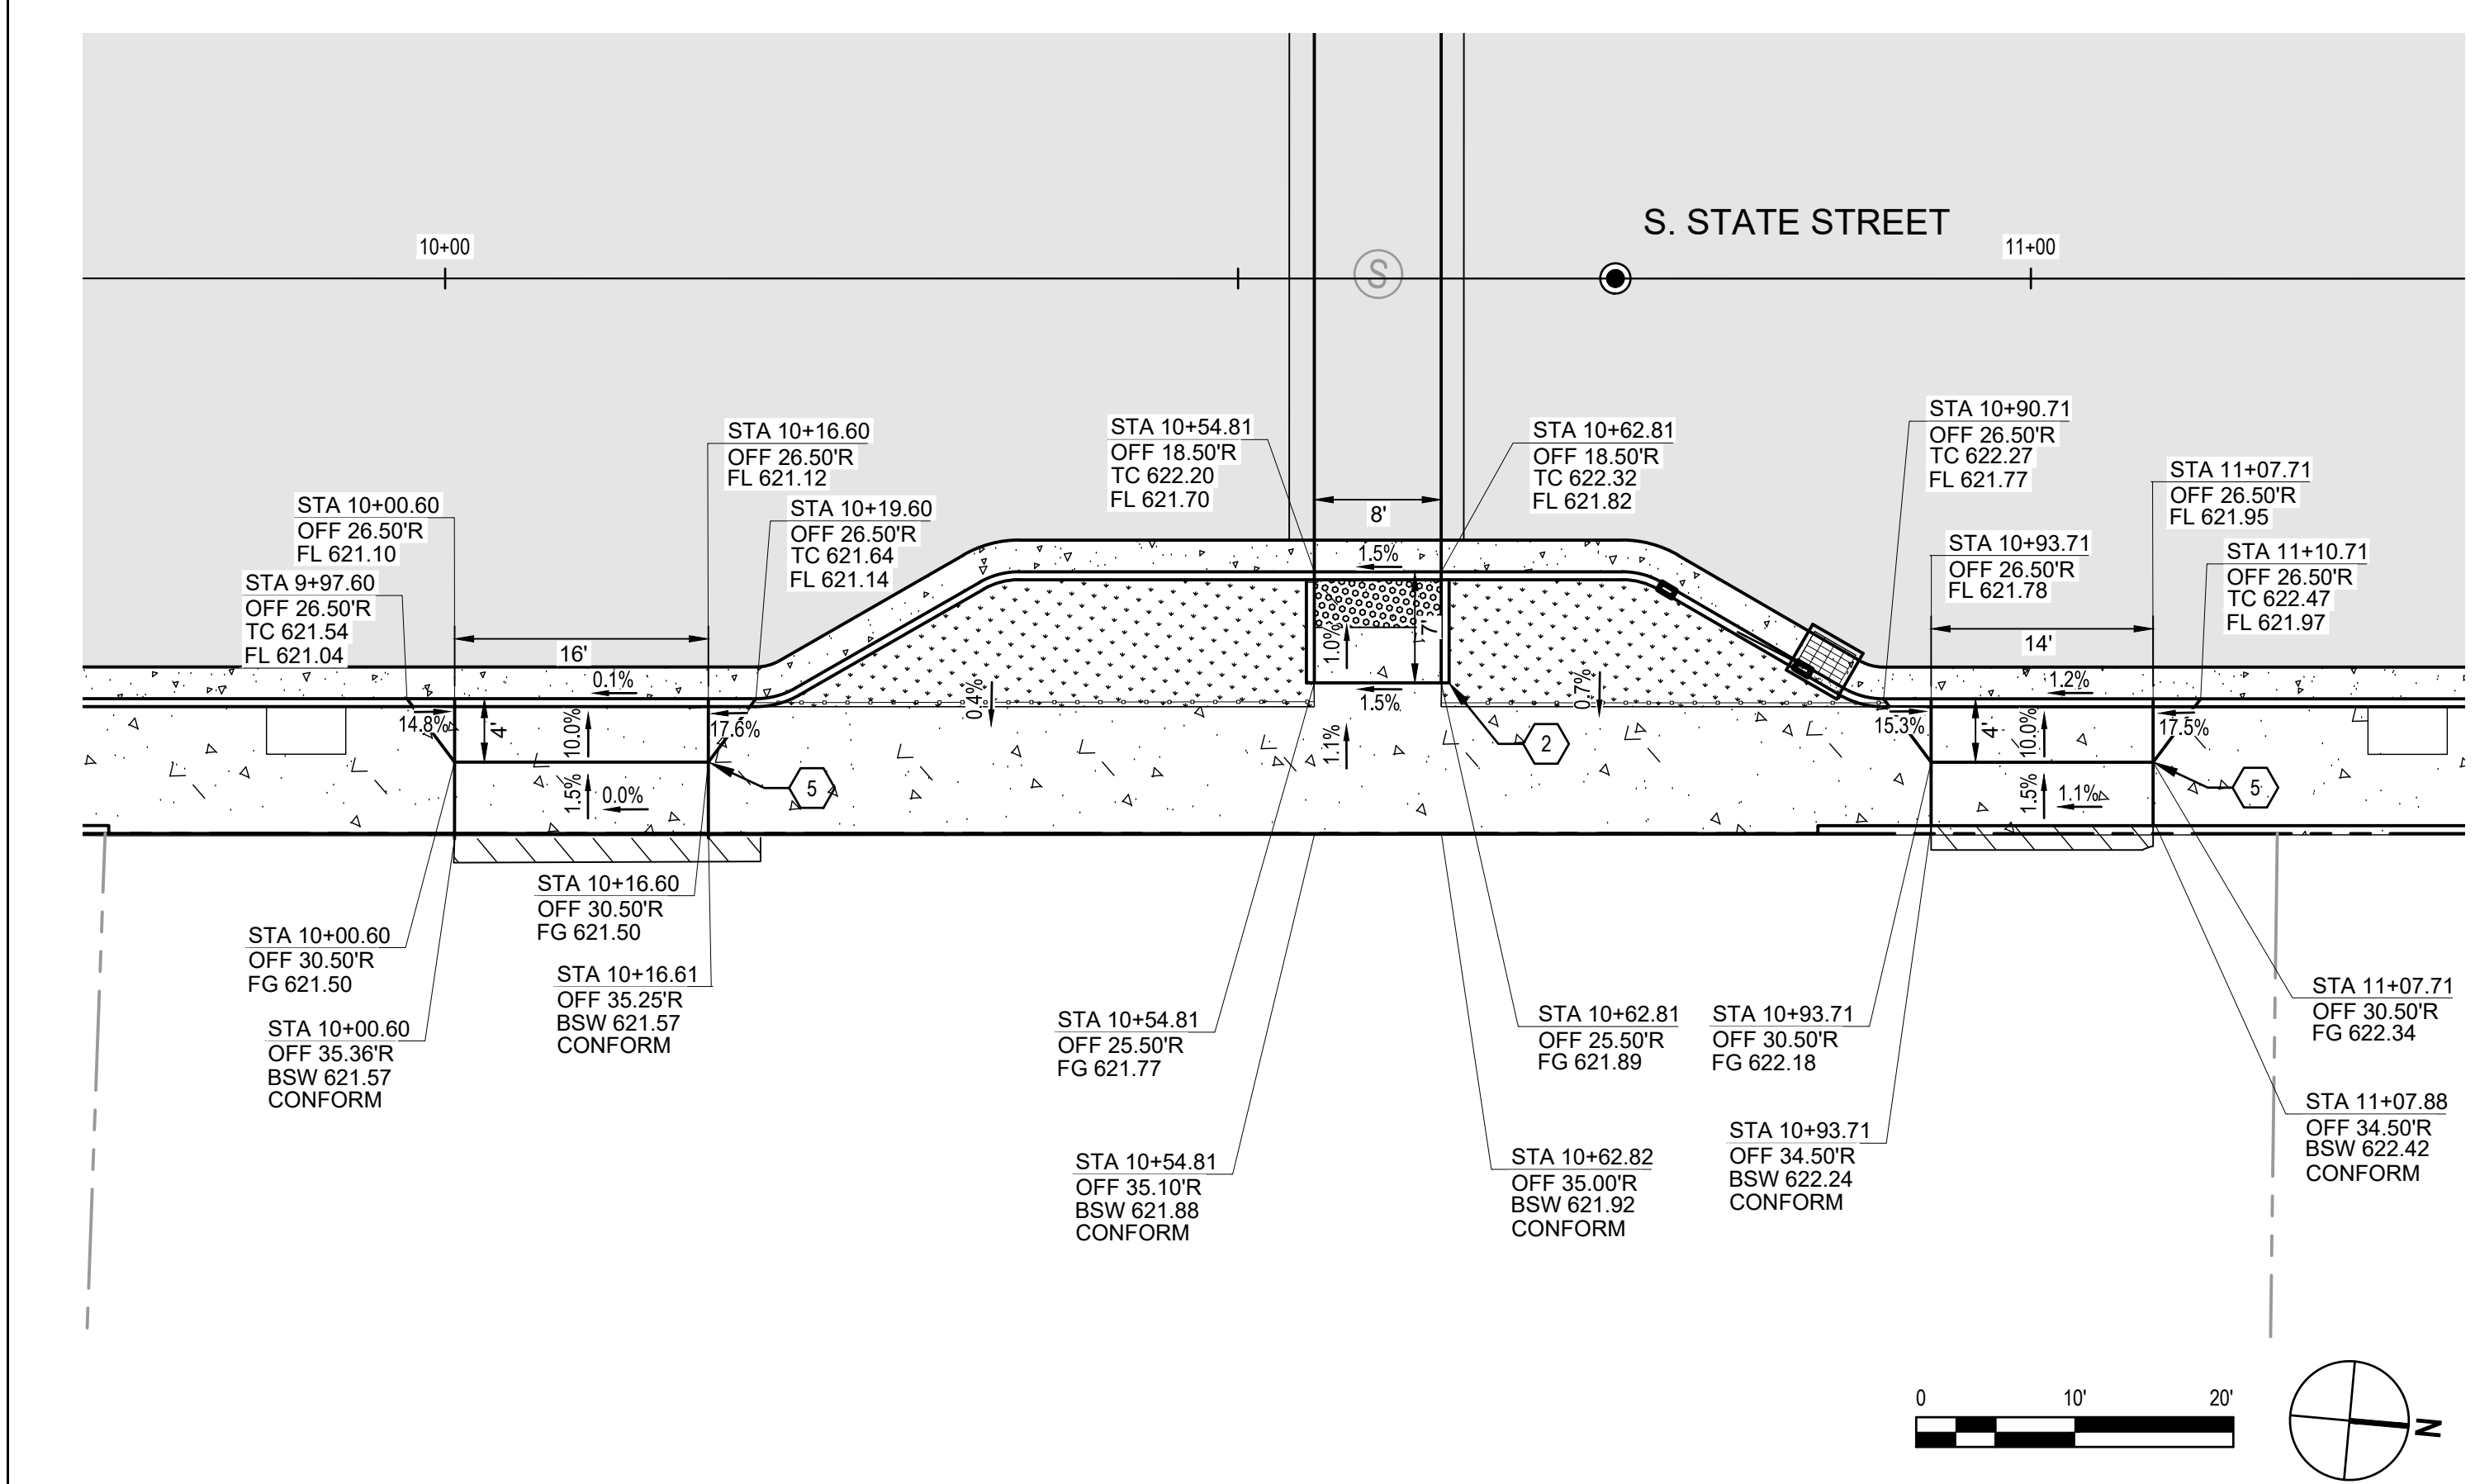 S. STATE STREET
10+00
11+00
S
STA 10+90.71
OFF 26.50'R
TC 622.27
FL 621.77
STA 10+54.81
OFF 18.50'R
TC 622.20
FL 621.70
STA 10+16.60
OFF 26.50'R
FL 621.12
STA 10+62.81
OFF 18.50'R
TC 622.32
FL 621.82
STA 11+07.71
OFF 26.50'R
FL 621.95
STA 10+00.60
OFF 26.50'R
FL 621.10
STA 10+19.60
OFF 26.50'R
TC 621.64
FL 621.14
8'
STA 10+93.71
OFF 26.50'R
FL 621.78
STA 11+10.71
OFF 26.50'R
TC 622.47
FL 621.97
STA 9+97.60
OFF 26.50'R
TC 621.54
FL 621.04
1.5%
16'
14'
0.1%
1.0%
7'
1.2%
0.4%
1.5%
0.7%
14.8%
4'
10.0%
17.6%
1.1%
2
15.3%
4'
10.0%
17.5%
1.5%
0.0%
5
1.5%
1.1%
5
STA 10+16.60
OFF 30.50'R
FG 621.50
STA 10+00.60
OFF 30.50'R
FG 621.50
STA 10+16.61
OFF 35.25'R
BSW 621.57
CONFORM
STA 11+07.71
OFF 30.50'R
FG 622.34
STA 10+00.60
OFF 35.36'R
BSW 621.57
CONFORM
STA 10+54.81
OFF 25.50'R
FG 621.77
STA 10+62.81
OFF 25.50'R
FG 621.89
STA 10+93.71
OFF 30.50'R
FG 622.18
STA 11+07.88
OFF 34.50'R
BSW 622.42
CONFORM
STA 10+54.81
OFF 35.10'R
BSW 621.88
CONFORM
STA 10+62.82
OFF 35.00'R
BSW 621.92
CONFORM
STA 10+93.71
OFF 34.50'R
BSW 622.24
CONFORM
0
10'
20'
N